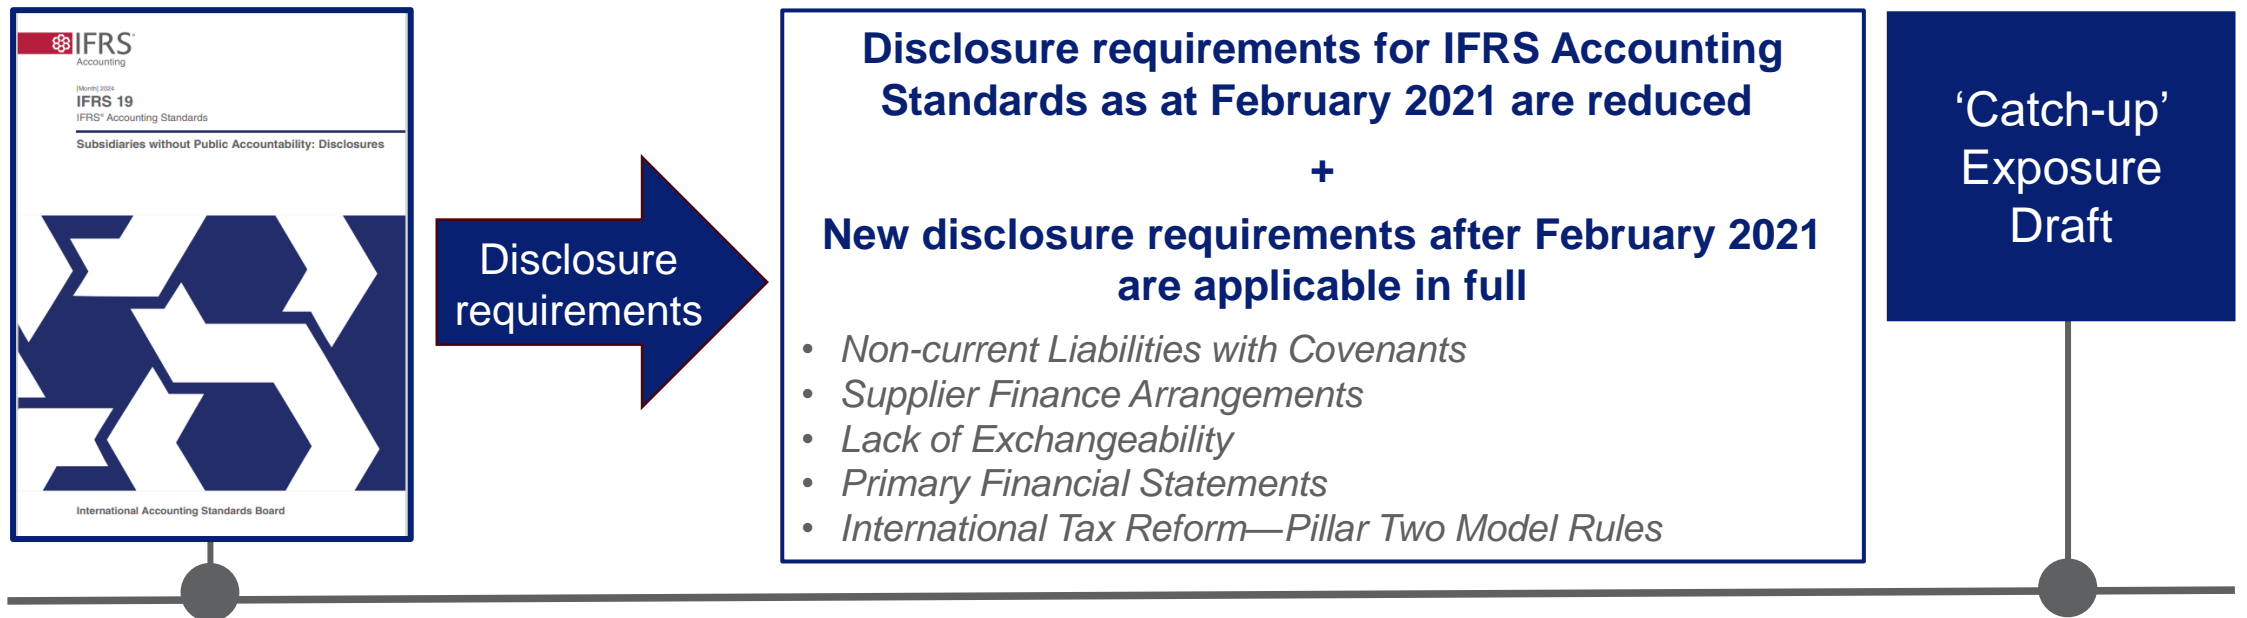 IFRS®
Accounting
[Month] 2024
IFRS 19
IFRS® Accounting Standards
Subsidiaries without Public Accountability: Disclosures
International Accounting Standards Board
Disclosure
requirements
Disclosure requirements for IFRS Accounting
Standards as at February 2021 are reduced
+
New disclosure requirements after February 2021
are applicable in full
• Non-current Liabilities with Covenants
• Supplier Finance Arrangements
• Lack of Exchangeability
• Primary Financial Statements
• International Tax Reform—Pillar Two Model Rules
‘Catch-up’
Exposure
Draft